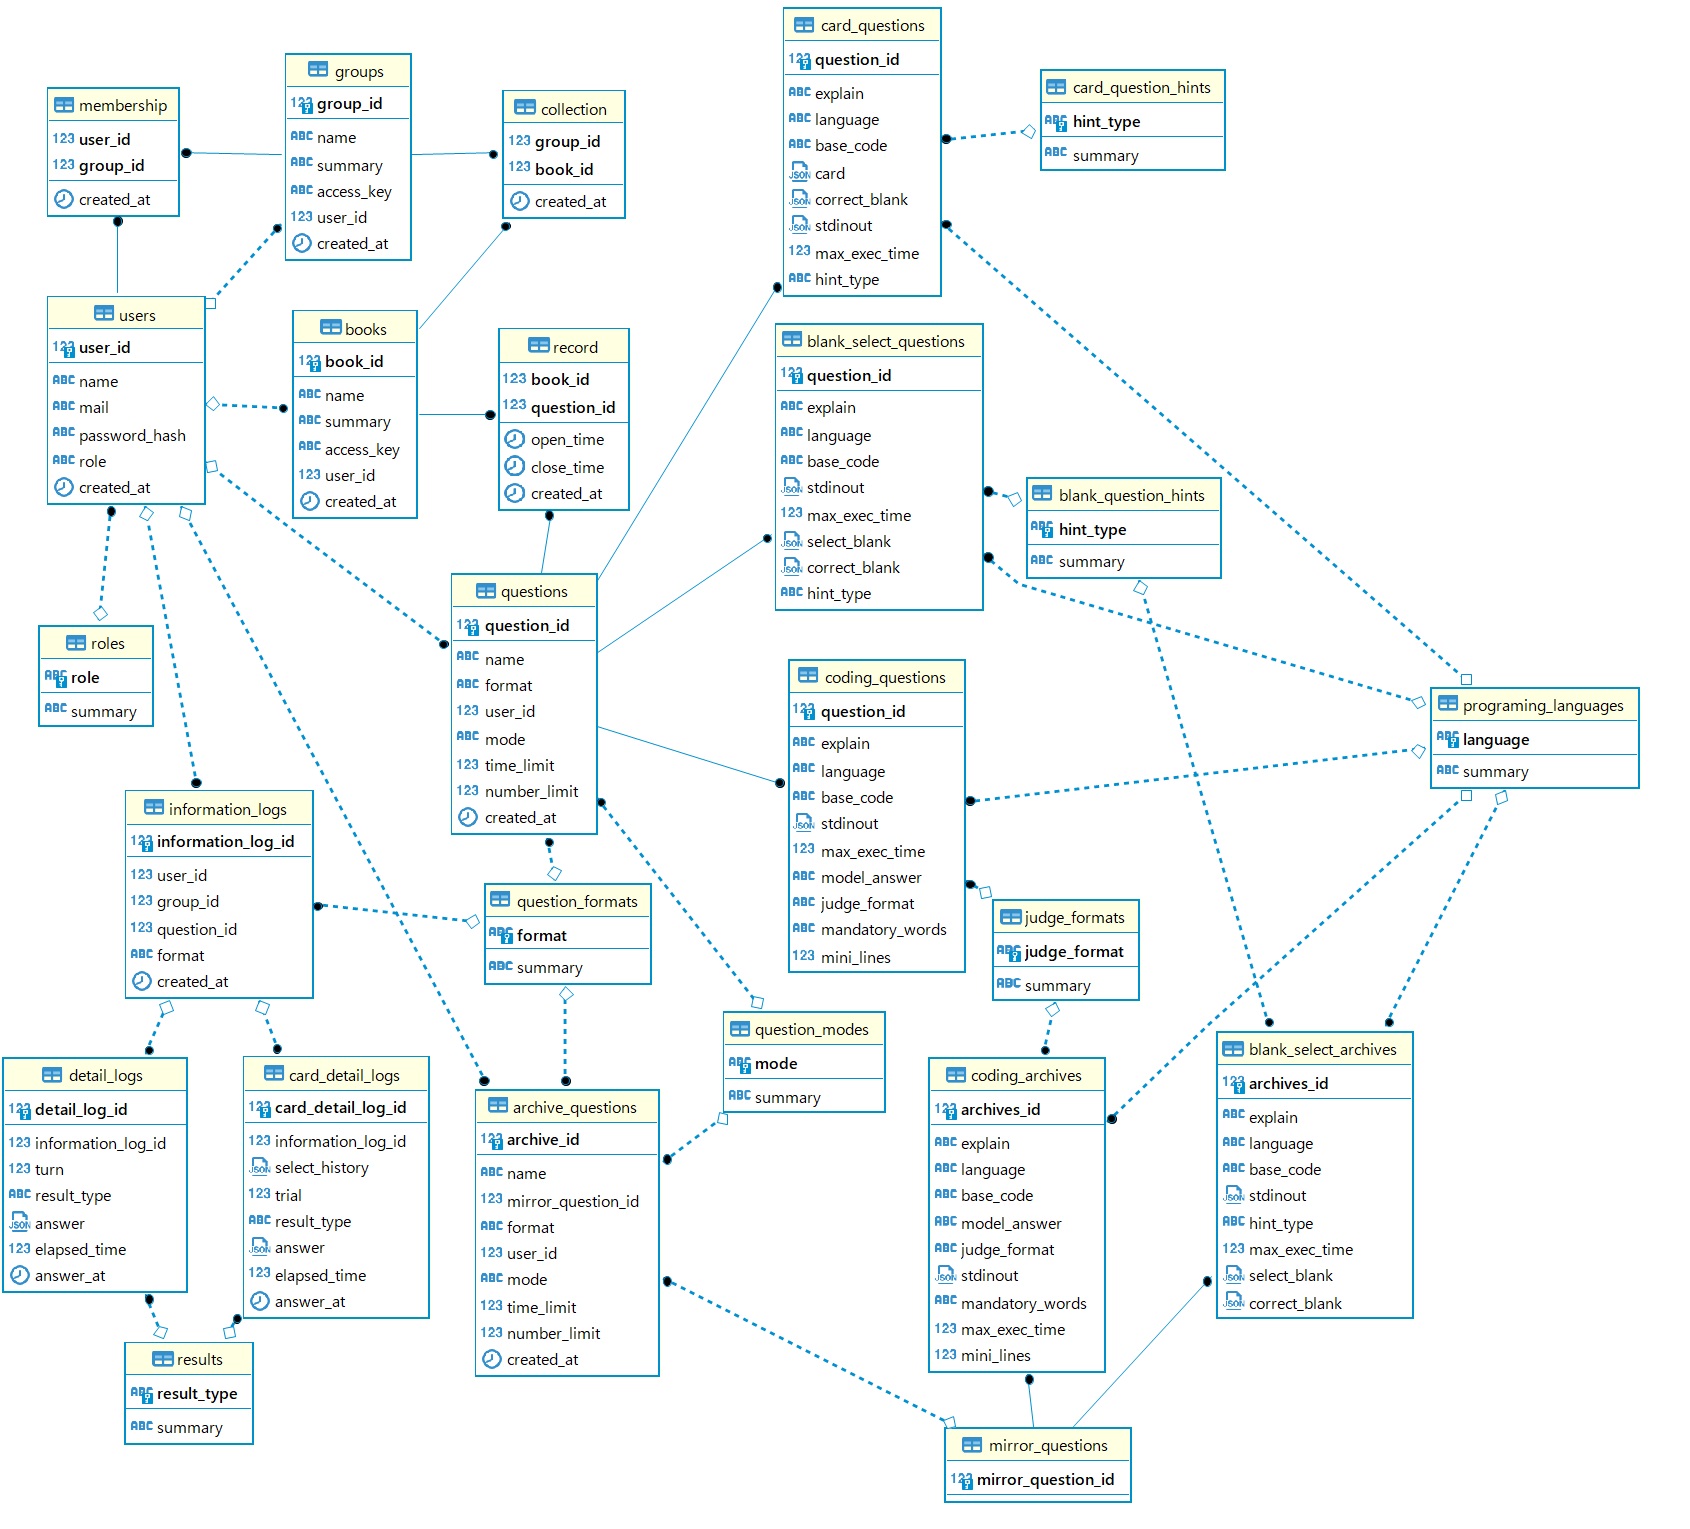 membership
123 user_id
123 group_id
created_at
groups
123 group_id
ABC name
ABC summary
ABC access_key
123 user_id
created_at
collection
123 group_id
123 book_id
created_at
card_questions
123 question_id
ABC explain
ABC language
ABC base_code
JSON card
JSON correct_blank
JSON stdinout
123 max_exec_time
ABC hint_type
card_question_hints
ABC hint_type
ABC summary
users
123 user_id
ABC name
ABC mail
ABC password_hash
ABC role
created_at
books
123 book_id
ABC name
ABC summary
ABC access_key
123 user_id
created_at
record
123 book_id
123 question_id
open_time
close_time
created_at
blank_select_questions
123 question_id
ABC explain
ABC language
ABC base_code
JSON stdinout
123 max_exec_time
JSON select_blank
JSON correct_blank
ABC hint_type
blank_question_hints
ABC hint_type
ABC summary
roles
ABC role
ABC summary
questions
123 question_id
ABC name
ABC format
123 user_id
ABC mode
123 time_limit
123 number_limit
created_at
coding_questions
123 question_id
ABC explain
ABC language
ABC base_code
JSON stdinout
123 max_exec_time
ABC model_answer
ABC judge_format
ABC mandatory_words
123 mini_lines
programing_languages
ABC language
ABC summary
information_logs
123 information_log_id
123 user_id
123 group_id
123 question_id
ABC format
created_at
question_formats
ABC format
ABC summary
judge_formats
ABC judge_format
ABC summary
question_modes
ABC mode
ABC summary
detail_logs
123 detail_log_id
123 information_log_id
123 turn
ABC result_type
JSON answer
123 elapsed_time
answer_at
card_detail_logs
123 card_detail_log_id
123 information_log_id
JSON select_history
123 trial
ABC result_type
JSON answer
123 elapsed_time
answer_at
archive_questions
123 archive_id
ABC name
123 mirror_question_id
ABC format
123 user_id
ABC mode
123 time_limit
123 number_limit
created_at
coding_archives
123 archives_id
ABC explain
ABC language
ABC base_code
ABC model_answer
ABC judge_format
JSON stdinout
ABC mandatory_words
123 max_exec_time
123 mini_lines
blank_select_archives
123 archives_id
ABC explain
ABC language
ABC base_code
JSON stdinout
ABC hint_type
123 max_exec_time
JSON select_blank
JSON correct_blank
results
ABC result_type
ABC summary
mirror_questions
123 mirror_question_id